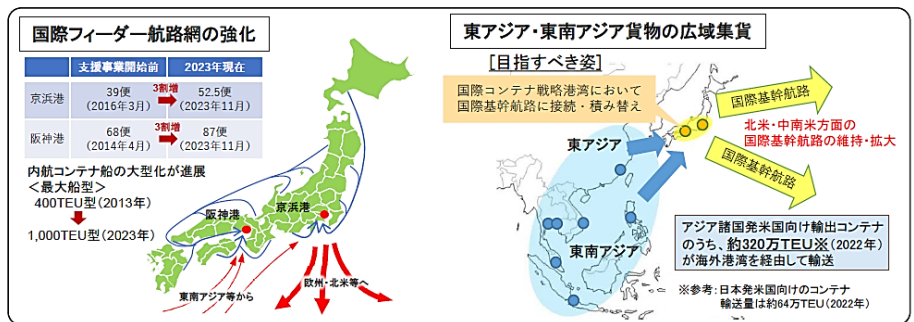 国際フィーダー航路網の強化
支援事業開始前 2023年現在
京浜港 39便 3割増 52.5便
(2016年3月) (2023年11月)
阪神港 68便 3割増 87便
(2014年4月) (2023年11月)
内航コンテナ船の大型化が進展
<最大船型>
400TEU型(2013年)
1,000TEU型(2023年)
阪神港
京浜港
東南アジア等から
欧州・北米等へ
東アジア・東南アジア貨物の広域集貨
[目指すべき姿]
国際コンテナ戦略港湾において
国際基幹航路に接続・積み替え
国際基幹航路
北米・中南米方面の
国際基幹航路の維持・拡大
国際基幹航路
東アジア
東南アジア
アジア諸国発米国向け輸出コンテナ
のうち、約320万TEU※(2022年)
が海外港湾を経由して輸送
※参考:日本発米国向けのコンテナ
輸送量は約64万TEU(2022年)